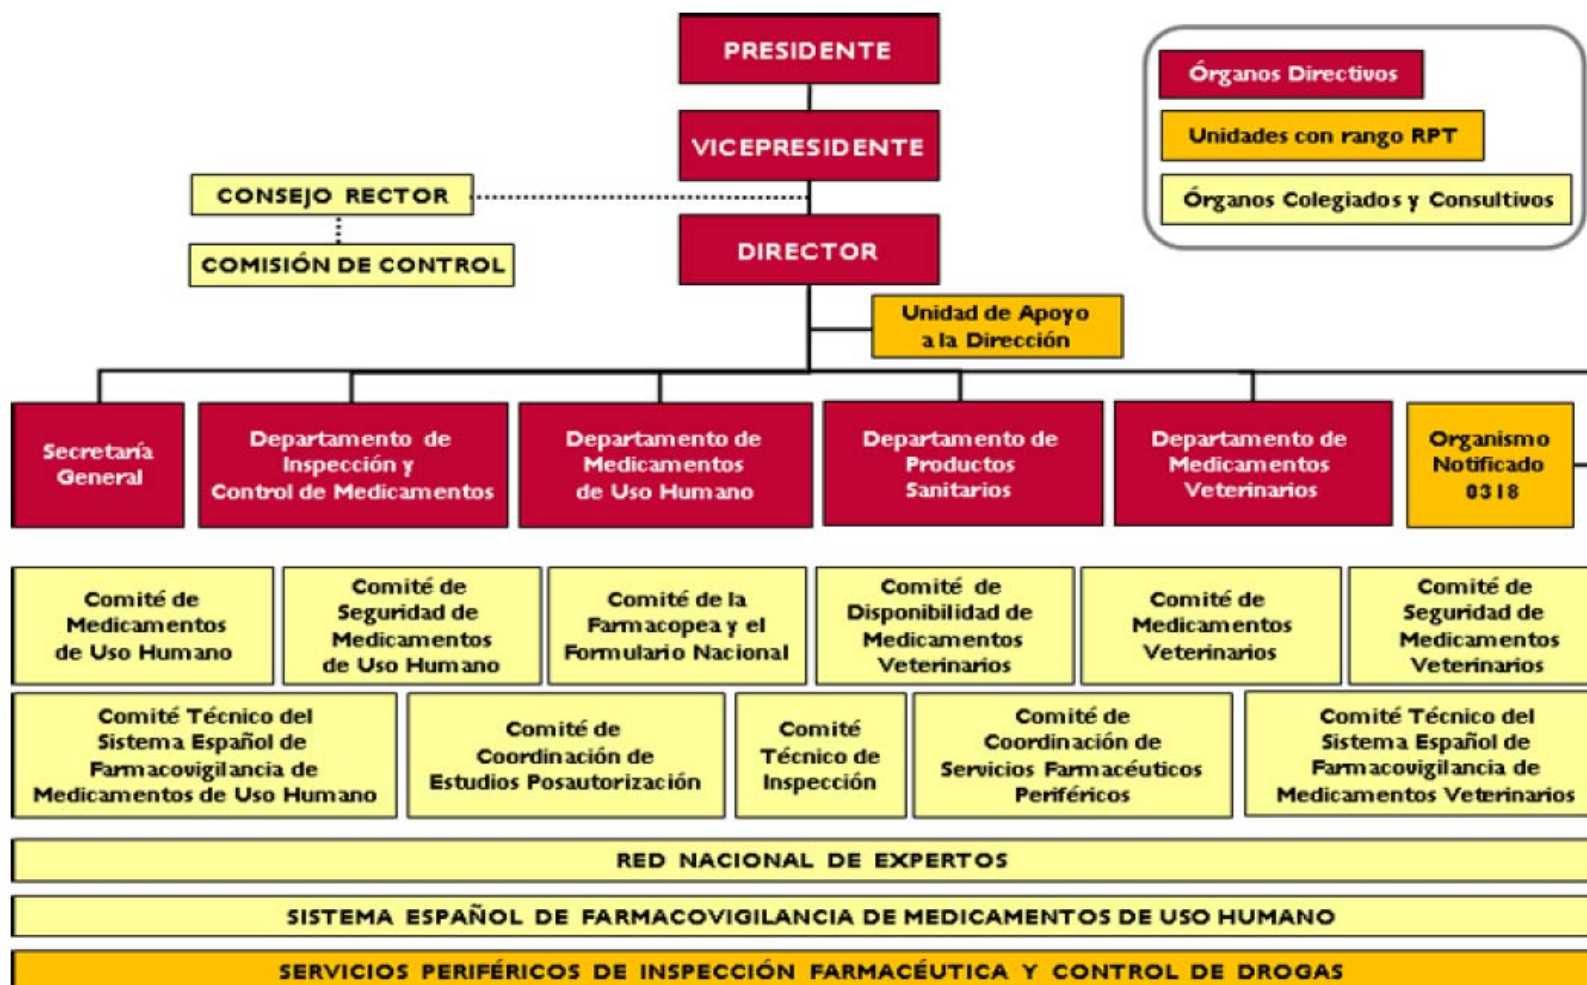 PRESIDENTE
VICEPRESIDENTE
CONSEJO RECTOR
COMISIÓN DE CONTROL
DIRECTOR
Órganos Directivos
Unidades con rango RPT
Órganos Colegiados y Consultivos
Unidad de Apoyo
a la Dirección
Secretaría
General
Departamento de
Inspección y
Control de Medicamentos
Departamento de
Medicamentos
de Uso Humano
Departamento de
Productos
Sanitarios
Departamento de
Medicamentos
Veterinarios
Organismo
Notificado
0318
Comité de
Medicamentos
de Uso Humano
Comité de
Seguridad de
Medicamentos
de Uso Humano
Comité de la
Farmacopea y el
Formulario Nacional
Comité de
Disponibilidad de
Medicamentos
Veterinarios
Comité de
Medicamentos
Veterinarios
Comité de
Seguridad de
Medicamentos
Veterinarios
Comité Técnico del
Sistema Español de
Farmacovigilancia de
Medicamentos de Uso Humano
Comité de
Coordinación de
Estudios Posautorización
Comité
Técnico de
Inspección
Comité de
Coordinación de
Servicios Farmacéuticos
Periféricos
Comité Técnico del
Sistema Español de
Farmacovigilancia de
Medicamentos Veterinarios
RED NACIONAL DE EXPERTOS
SISTEMA ESPAÑOL DE FARMACOVIGILANCIA DE MEDICAMENTOS DE USO HUMANO
SERVICIOS PERIFÉRICOS DE INSPECCIÓN FARMACÉUTICA Y CONTROL DE DROGAS